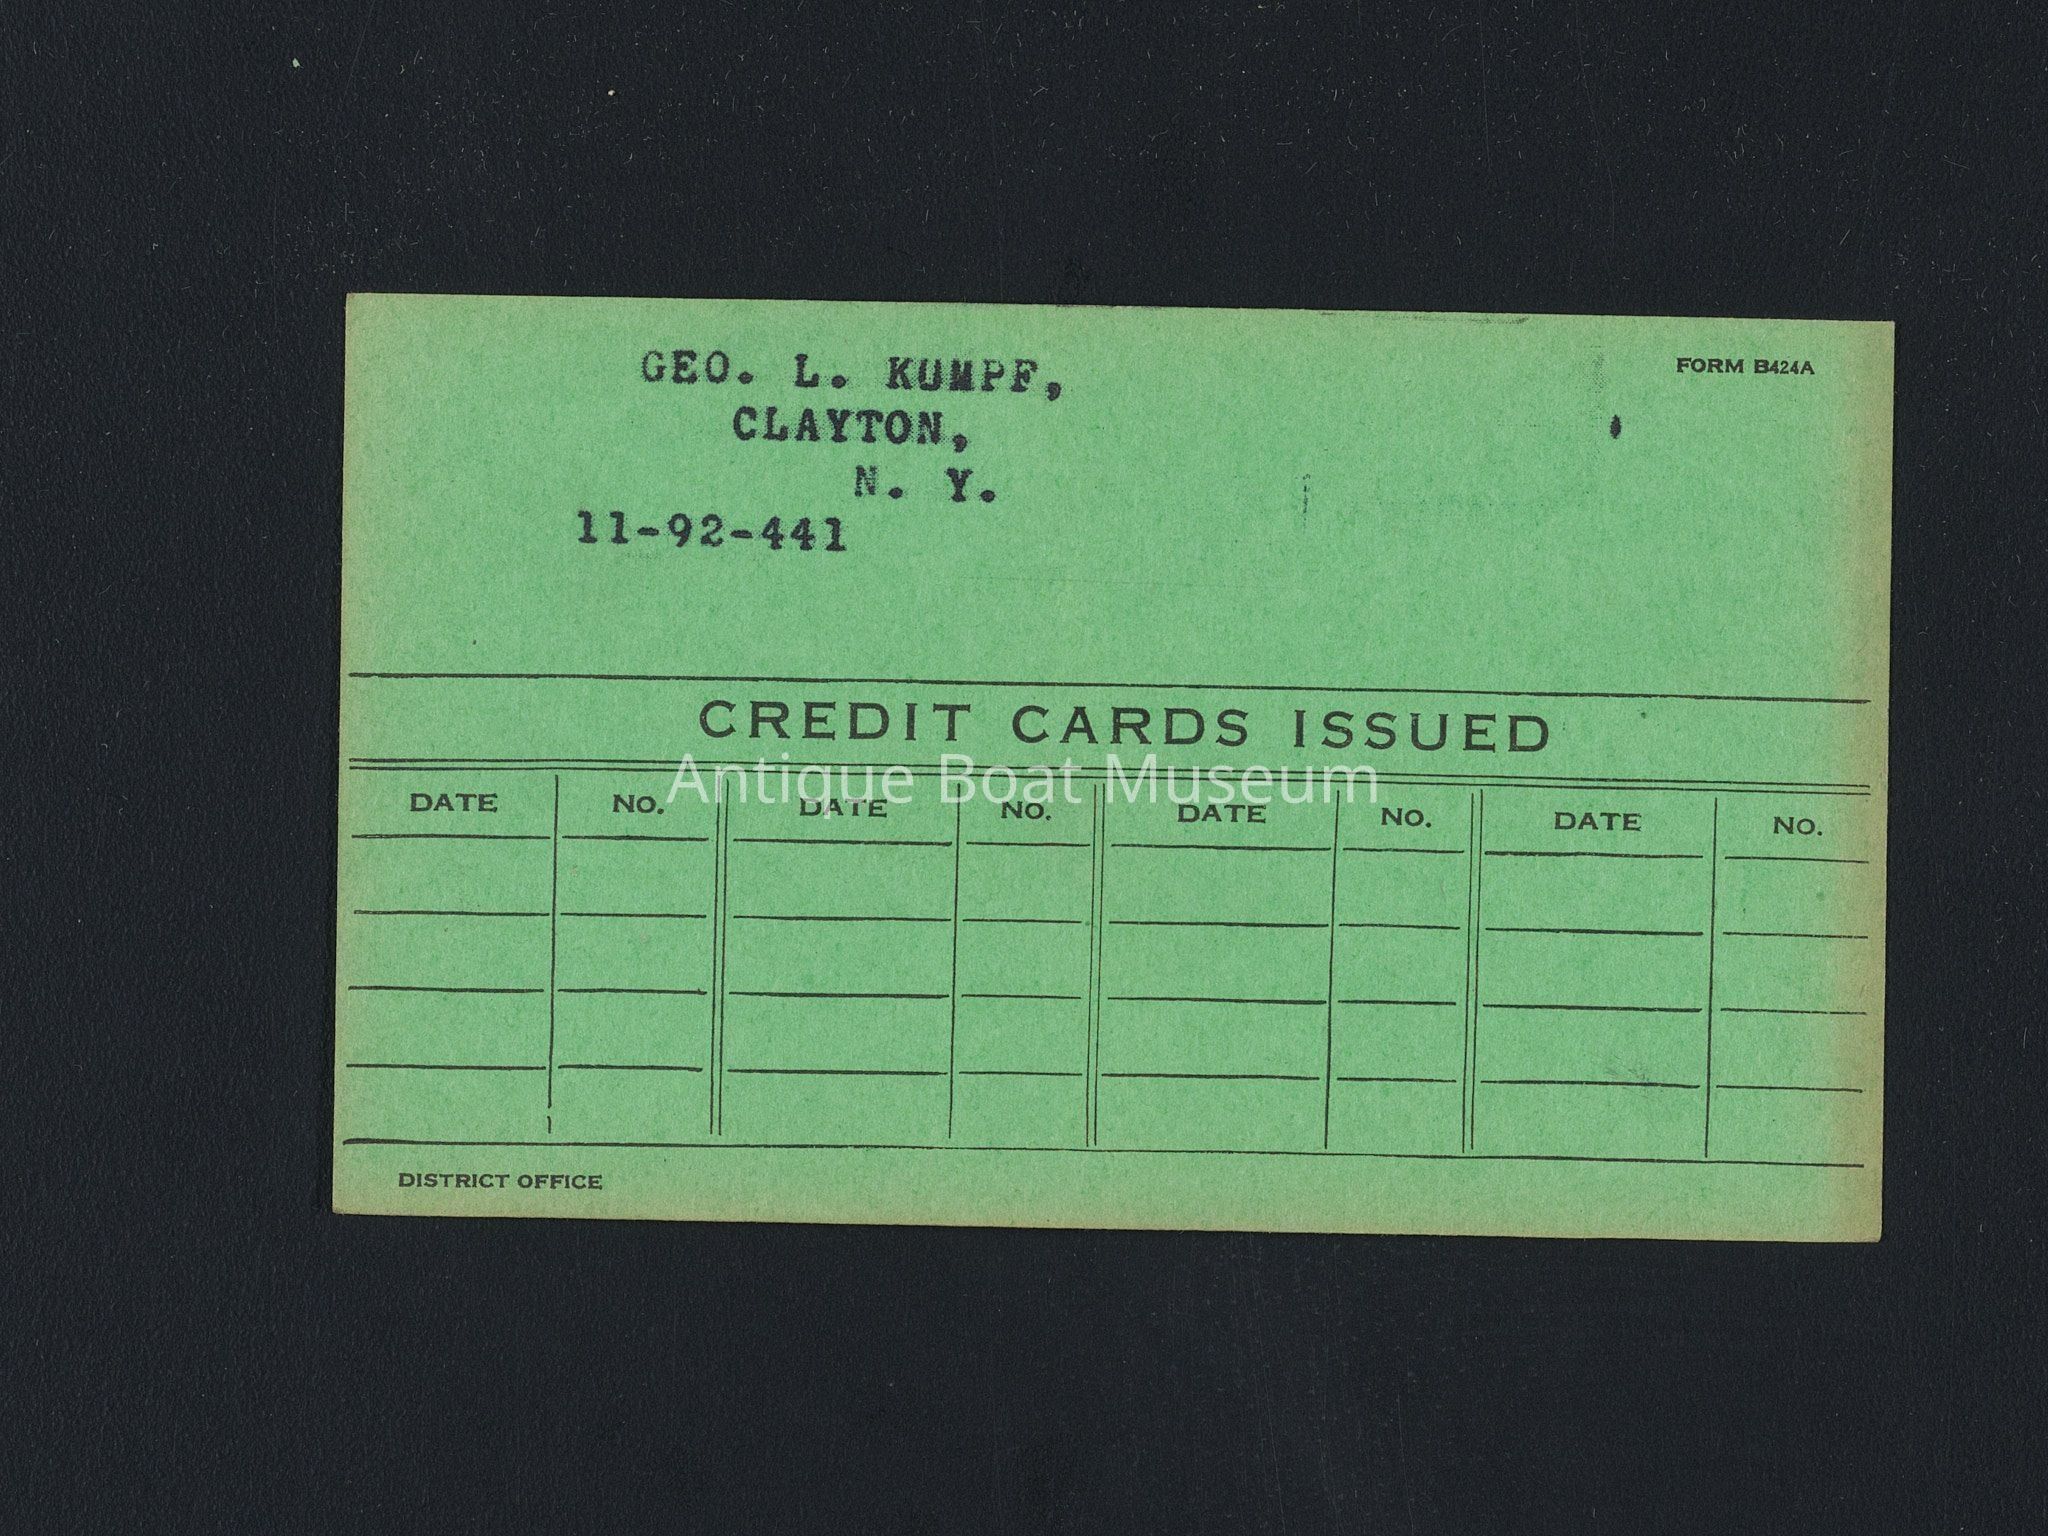 GEO. L. KUMPF,
FORM B424A
CLAYTON,
N. Y.
11-92-441
CREDIT CARDS ISSUED
Antique Boat Museum
DATE NO. DATE NO. DATE NO. DATE NO.
DISTRICT OFFICE